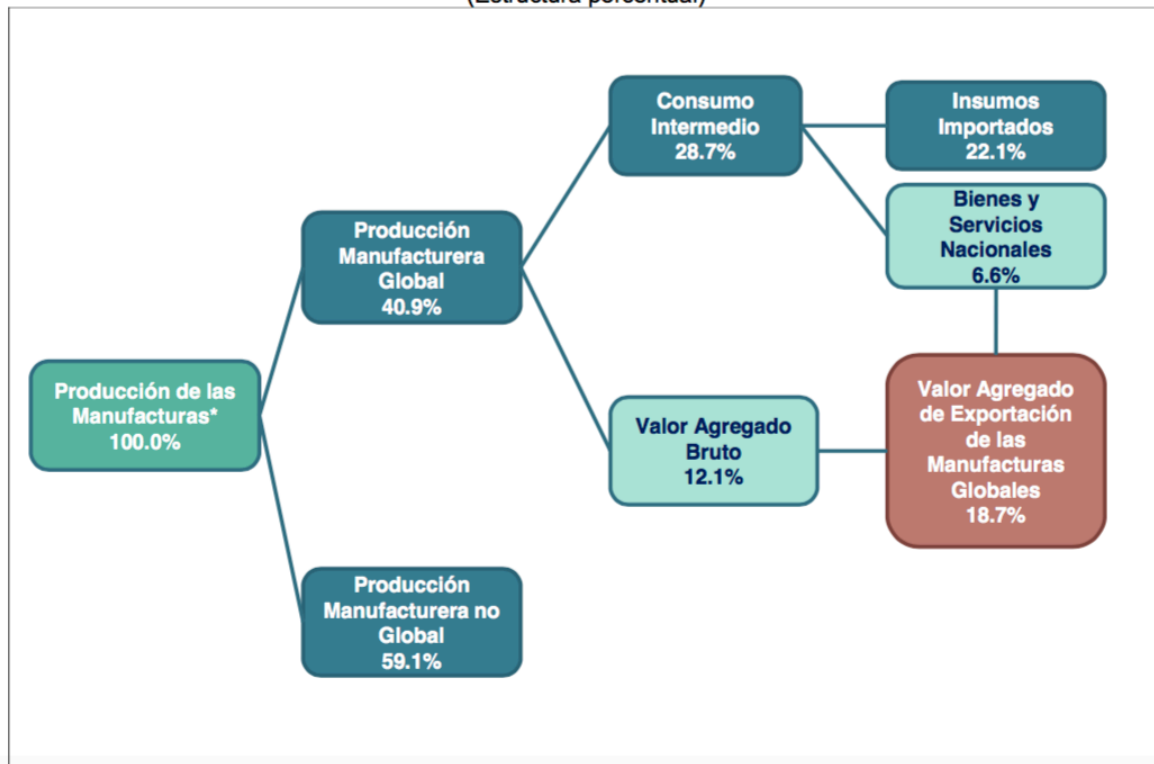 (Estructura porcentual)
Consumo
Intermedio
28.7%
Insumos
Importados
22.1%
Bienes y
Servicios
Nacionales
6.6%
Producción
Manufacturera
Global
40.9%
Producción de las
Manufacturas*
100.0%
Valor Agregado
Bruto
12.1%
Valor Agregado
de Exportación
de las
Manufacturas
Globales
18.7%
Producción
Manufacturera no
Global
59.1%